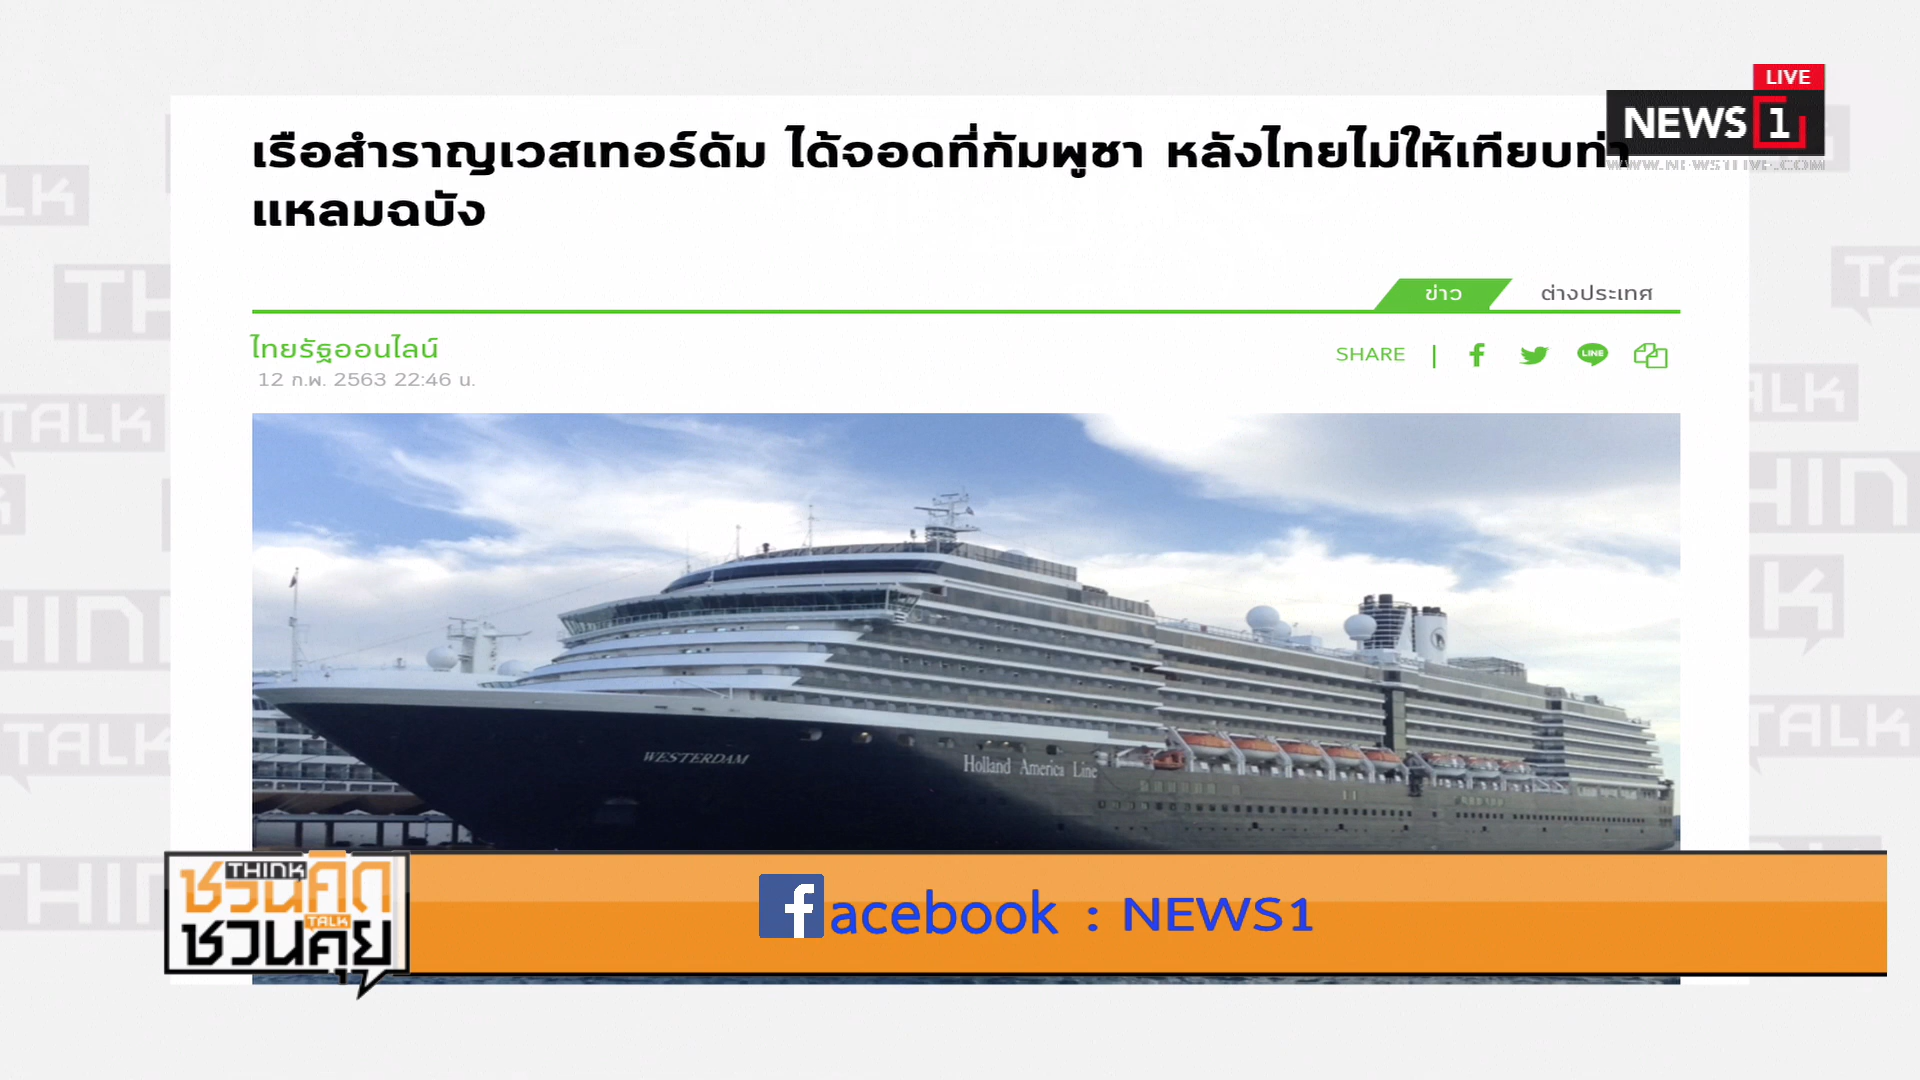 LIVE
NEWS 1
WWW.NEWS1LIVE.COM
เรือสำราญเวสเทอร์ดัม ได้จอดที่กัมพูชา หลังไทยไม่ให้เทียบท่า
แหลมฉบัง
ข่าว
ต่างประเทศ
ไทยรัฐออนไลน์
12 ก.พ. 2563 22:46 น.
SHARE
LINE
WESTERDAM
Holland America Line
THINK
ชวนคิด
TALK
ชวนคุย
facebook : NEWS1